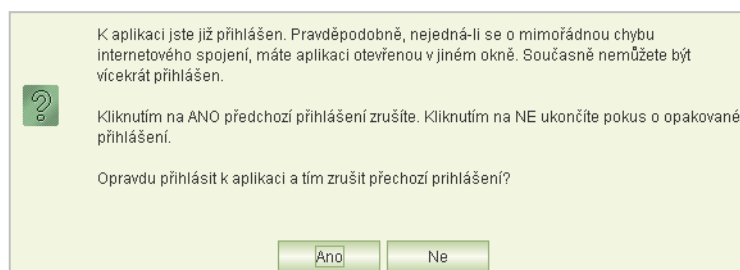 K aplikaci jste již přihlášen. Pravděpodobně, nejedná-li se o mimořádnou chybu
internetového spojení, máte aplikaci otevřenou v jiném okně. Současně nemůžete být
vícekrát přihlášen.
Kliknutím na ANO předchozí přihlášení zrušíte. Kliknutím na NE ukončíte pokus o opakované
přihlášení.
Opravdu přihlásit k aplikaci a tím zrušit přechozí prihlášení?
Ano Ne